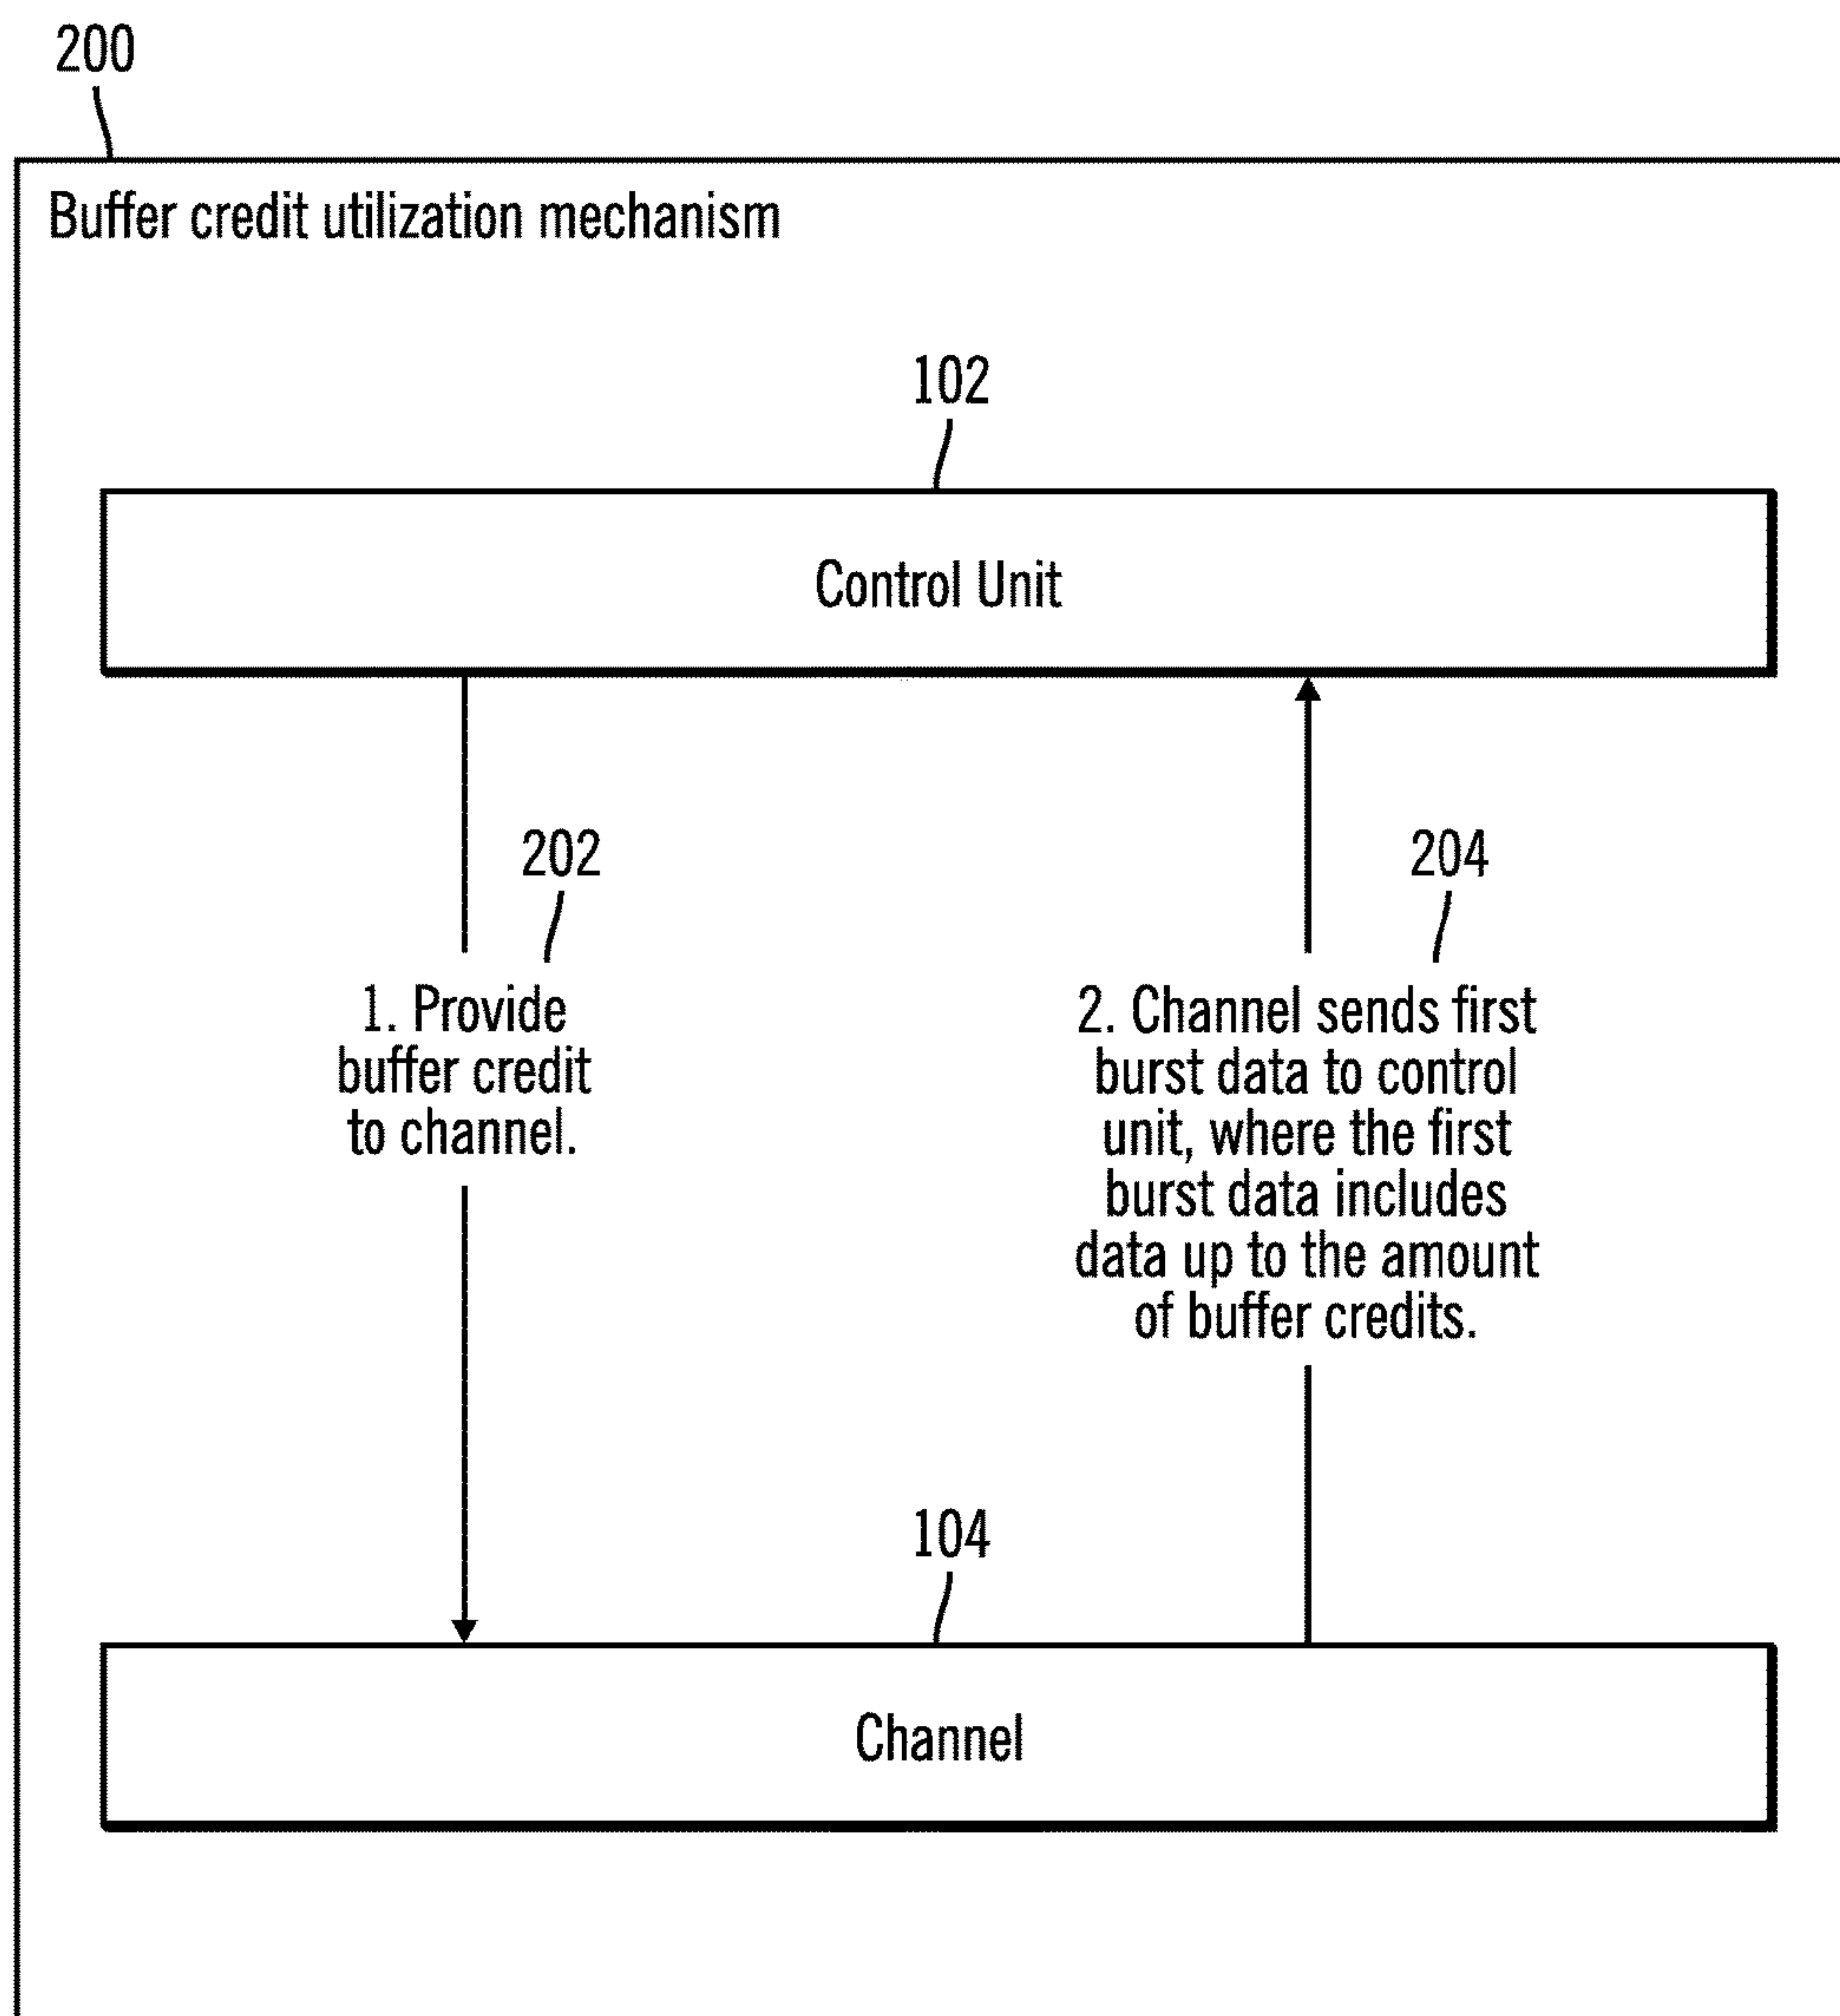 200
Buffer credit utilization mechanism
102
Control Unit
202
1. Provide
buffer credit
to channel.
204
2. Channel sends first
burst data to control
unit, where the first
burst data includes
data up to the amount
of buffer credits.
104
Channel